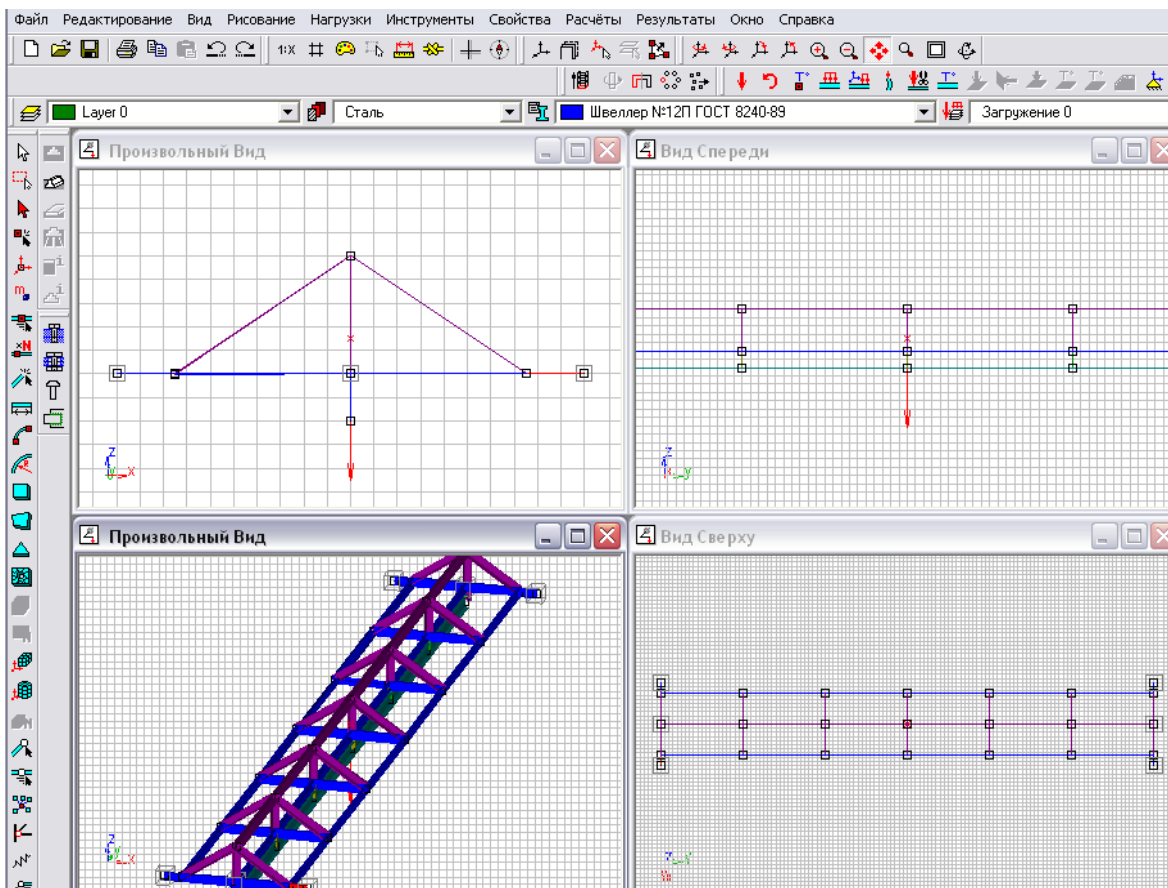 Файл Редактирование Вид Рисование Нагрузки Инструменты Свойства Расчёты Результаты Окно Справка
1:X
Layer 0 Сталь Швеллер №12П ГОСТ 8240-89 Загружение 0
Произвольный Вид
Вид Спереди
Z
X
Z
y
Произвольный Вид
Вид Сверху
Z
X